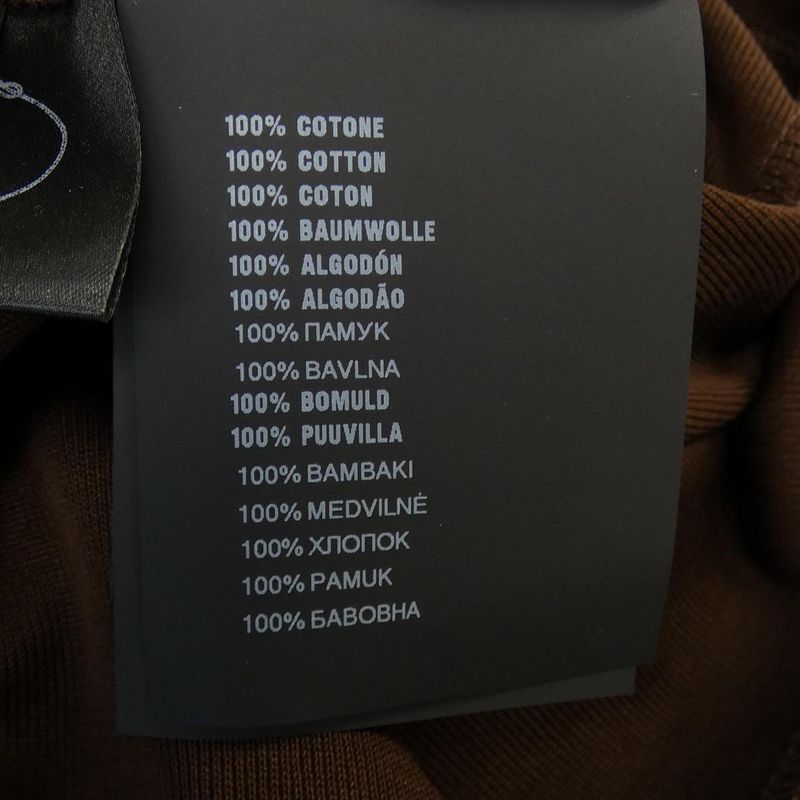 100% COTONE
100% COTTON
100% COTON
100% BAUMWOLLE
100% ALGODÓN
100% ALGODÃO
100% ПАМУК
100% BAVLNA
100% BOMULD
100% PUUVILLA
100% BAMBAKI
100% MEDVILNÉ
100% ХЛОПОК
100% PAMUK
100% БАВОВНА